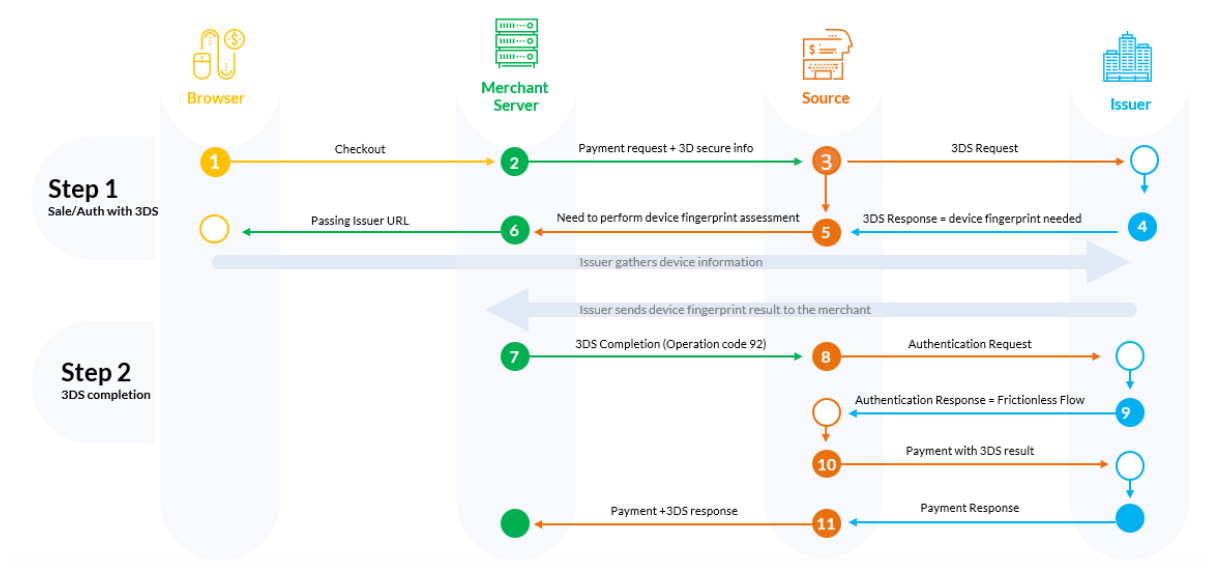 Browser
Merchant
Server
Source
Issuer
Step 1
Sale/Auth with 3DS
1
Checkout
2
Payment request + 3D secure info
3
3DS Request
Passing Issuer URL
6
Need to perform device fingerprint assessment
5
3DS Response = device fingerprint needed
4
Issuer gathers device information
Issuer sends device fingerprint result to the merchant
Step 2
3DS completion
7
3DS Completion (Operation code 92)
8
Authentication Request
Authentication Response = Frictionless Flow
9
10
Payment with 3DS result
Payment +3DS response
11
Payment Response
$
$